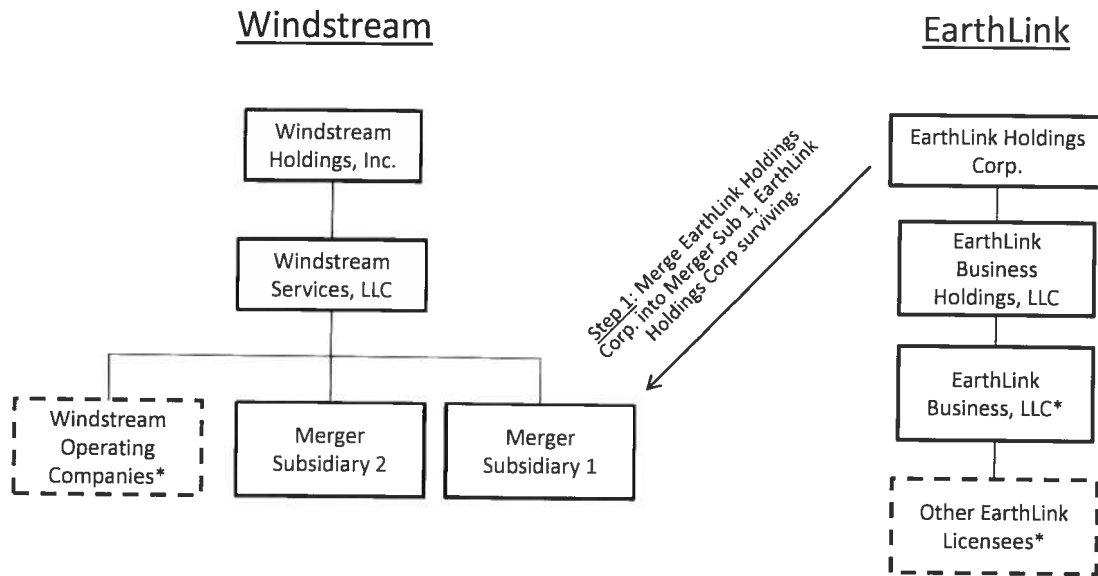 Windstream
EarthLink
Windstream
Holdings, Inc.
Windstream
Services, LLC
Windstream
Operating
Companies*
Merger
Subsidiary 2
Merger
Subsidiary 1
Step 1: Merge EarthLink Holdings
Corp. into Merger Sub 1, EarthLink
Holdings Corp surviving.
EarthLink Holdings
Corp.
EarthLink
Business
Holdings, LLC
EarthLink
Business, LLC*
Other EarthLink
Licensees*